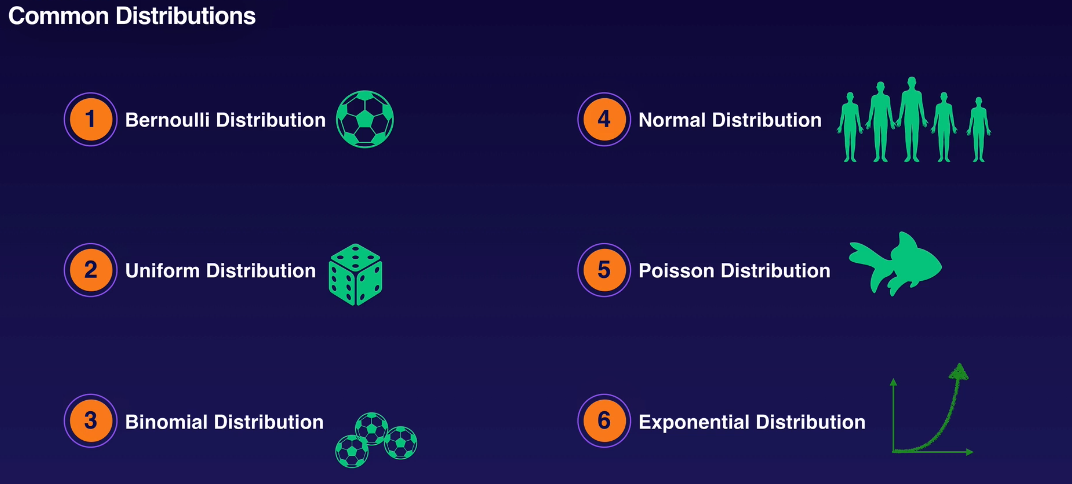 Common Distributions
1 Bernoulli Distribution
2 Uniform Distribution
3 Binomial Distribution
4 Normal Distribution
5 Poisson Distribution
6 Exponential Distribution